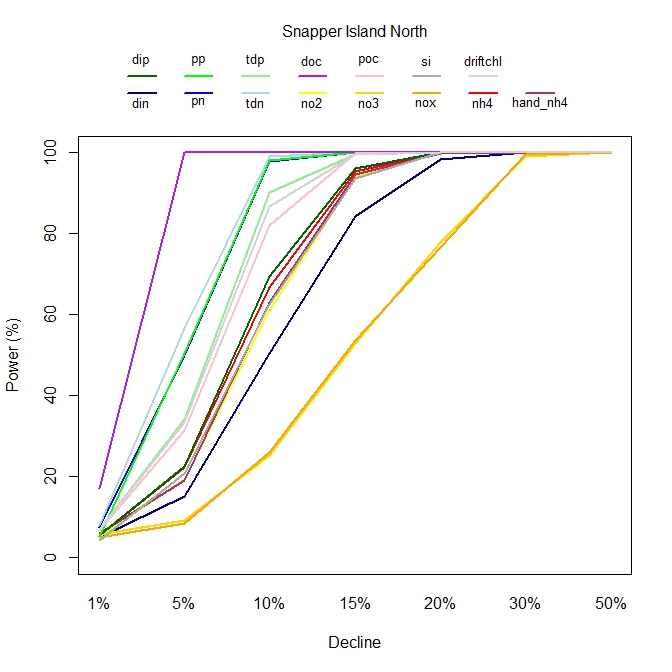 Snapper Island North
dip pp tdp doc poc si driftchl
din pn tdn no2 no3 nox nh4 hand_nh4
100
80
60
40
20
0
Power (%)
1% 5% 10% 15% 20% 30% 50%
Decline